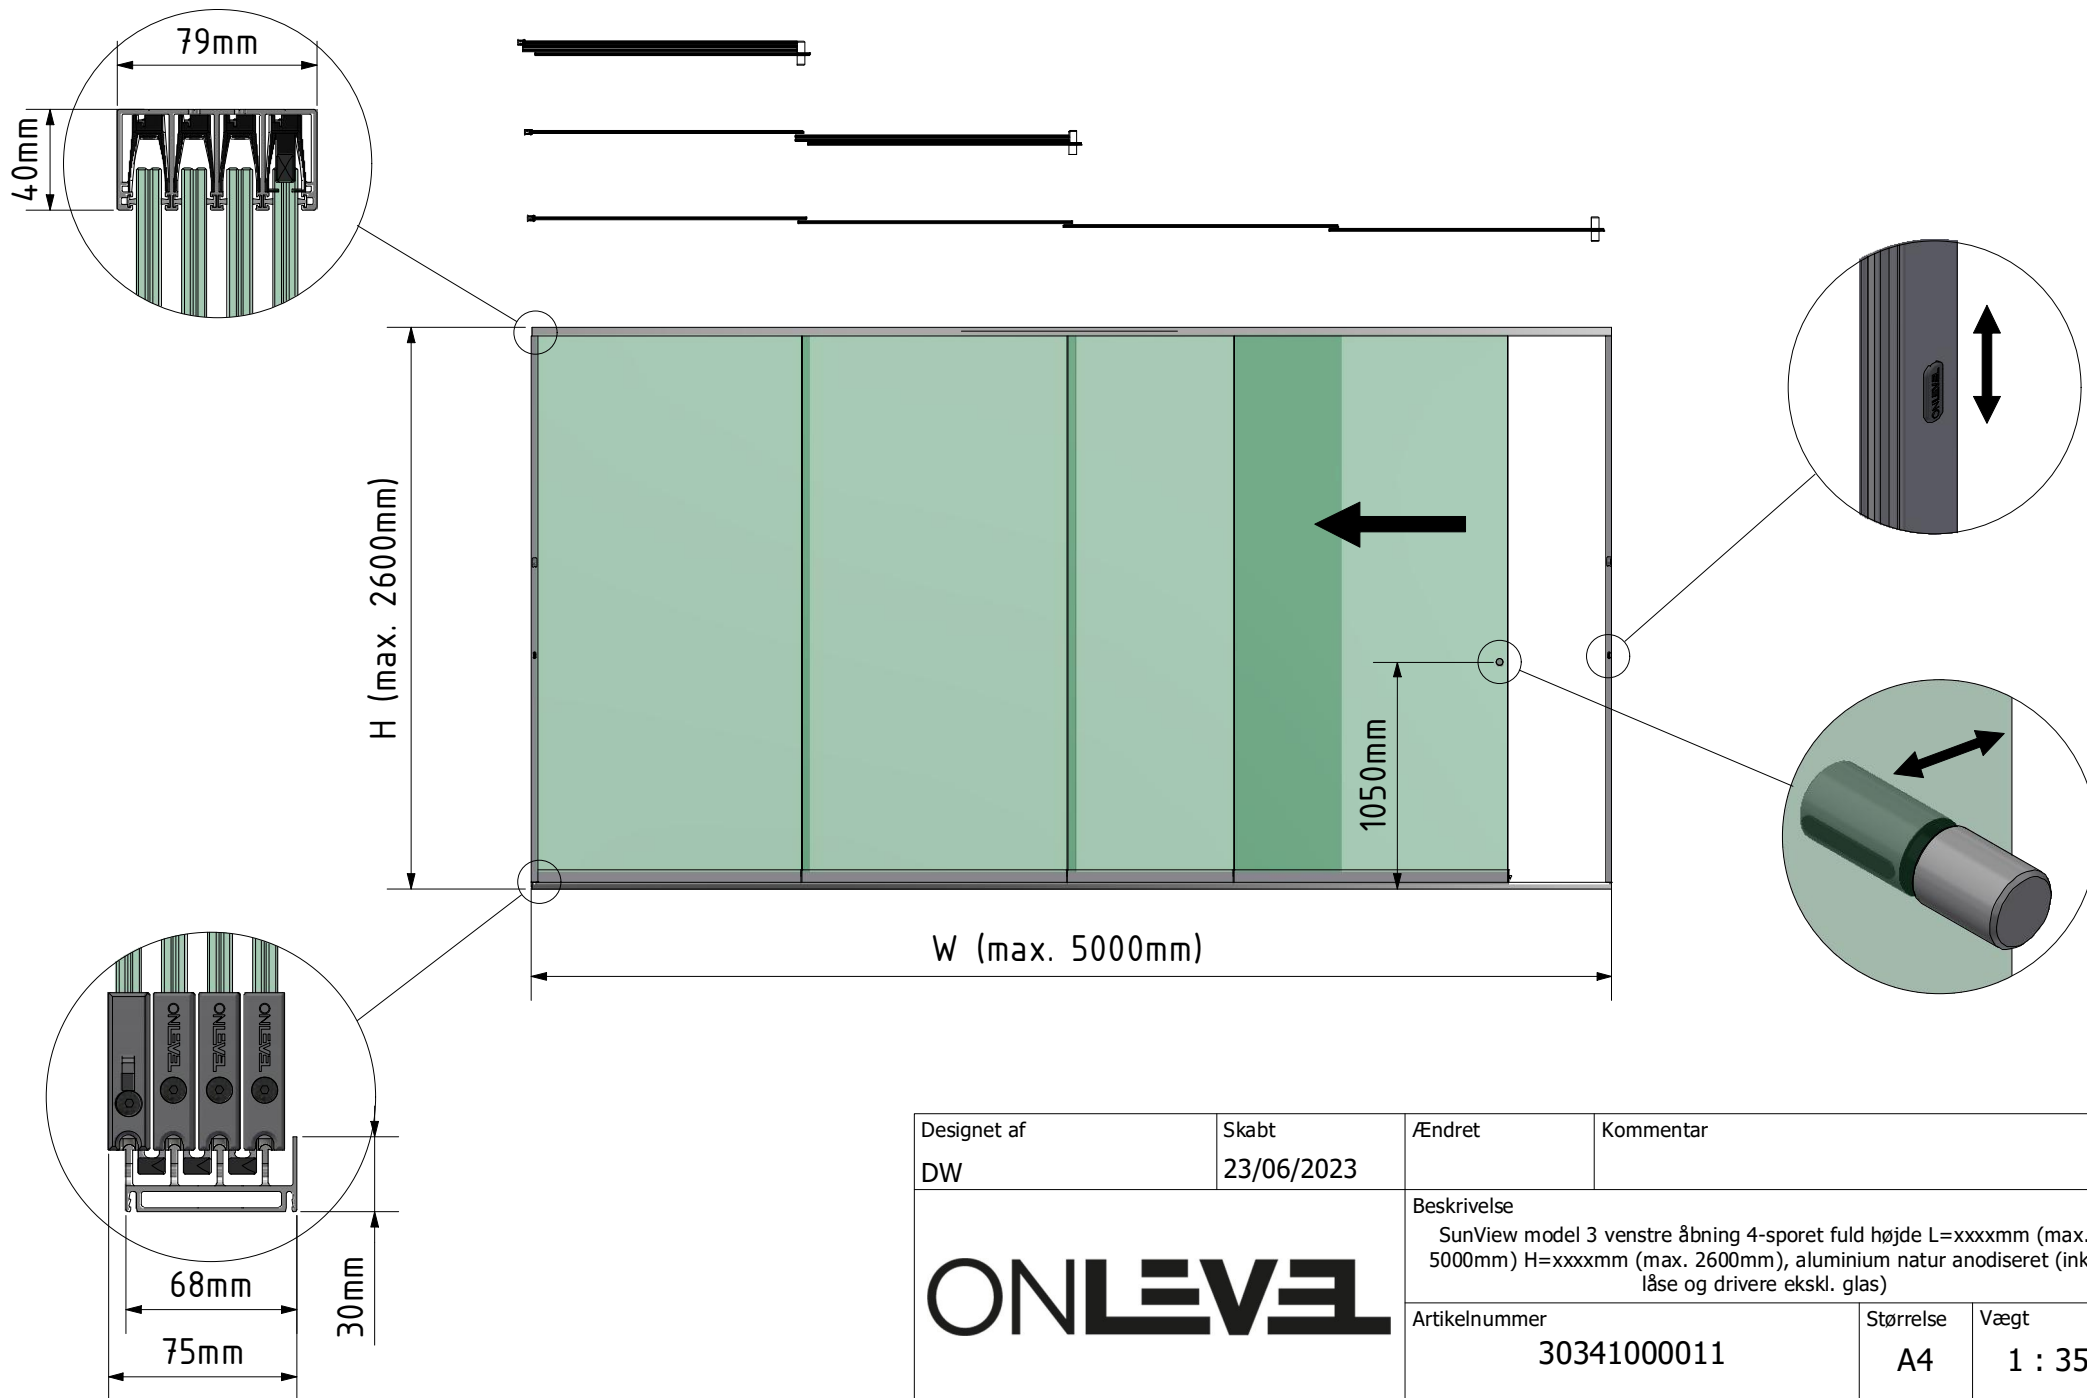 79mm
40mm
H (max. 2600mm)
1050mm
W (max. 5000mm)
ONLEVEL
ONLEVEL
ONLEVEL
ONLEVEL
68mm
75mm
30mm
Designet af
DW
Skabt
23/06/2023
Ændret
Kommentar
ONLEVEL
Beskrivelse
SunView model 3 venstre åbning 4-sporet fuld højde L=xxxxmm (max.
5000mm) H=xxxxmm (max. 2600mm), aluminium natur anodiseret (ink
låse og drivere ekskl. glas)
Artikelnummer
30341000011
Størrelse
A4
Vægt
1 : 35